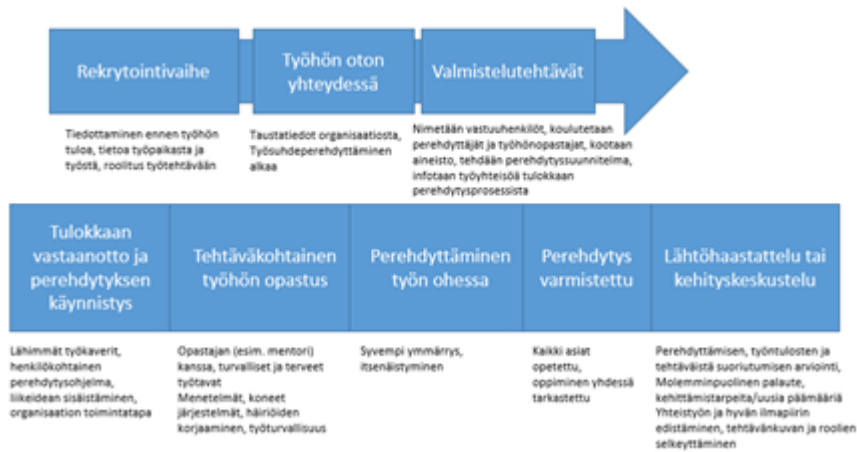 Rekrytointivaihe
Työhön oton
yhteydessä
Valmistelutehtävät
Tiedottaminen ennen työhön
tuloa, tietoa työpaikasta ja
työstä, roolitus työtehtävään
Taustatiedot organisaatiosta,
Työsuhdeperehdyttäminen
alkaa
Nimetään vastuuhenkilöt, koulutetaan
perehdyttäjät ja työhönopastajat, kootaan
aineisto, tehdään perehdytyssuunnitelma,
infotaan työyhteisöä tulokkaan
perehdytysprosessista
Tulokkaan
vastaanotto ja
perehdytyksen
käynnistys
Tehtäväkohtainen
työhön opastus
Perehdyttäminen
työn ohessa
Perehdytys
varmistettu
Lähtöhaastattelu tai
kehityskeskustelu
Lähimmät työkaverit,
henkilökohtainen
perehdytysohjelma,
liikeidean sisäistäminen,
organisaation toimintatapa
Opastajan (esim. mentori)
kanssa, turvalliset ja terveet
työtavat
Menetelmät, koneet
järjestelmät, häiriöiden
korjaaminen, työturvallisuus
Syvempi ymmärrys,
itsenäistyminen
Kaikki asiat
opetettu,
oppiminen yhdessä
tarkastettu
Perehdyttämisen, työntulosten ja
tehtäväistä suoriutumisen arviointi,
Molemminpuolinen palaute,
kehittämistarpeita/uusia päämääriä
Yhteistyön ja hyvän ilmapiirin
edistäminen, tehtävänkuvan ja roolien
selkeyttäminen